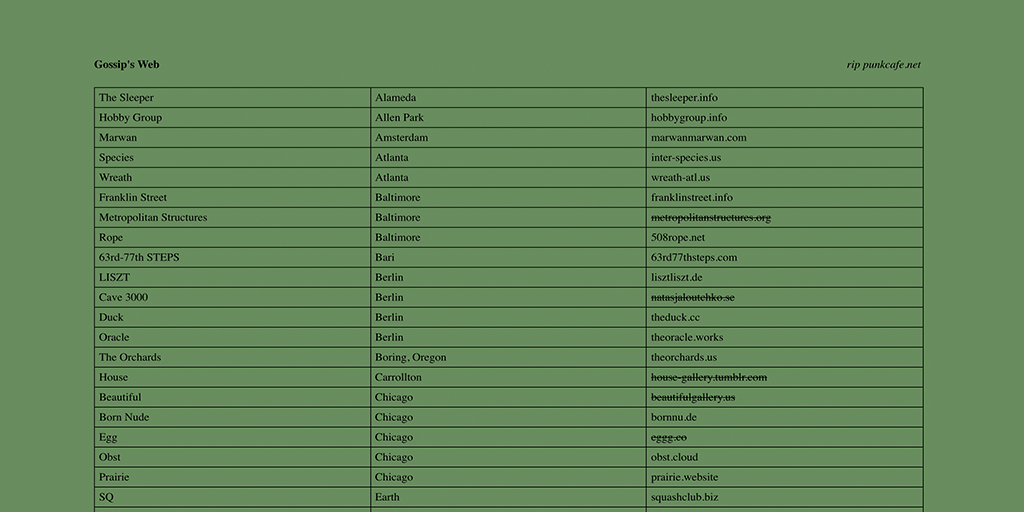 Gossip's Web rip punkcafe.net
The Sleeper Alameda thesleeper.info
Hobby Group Allen Park hobbygroup.info
Marwan Amsterdam marwanmarwan.com
Species Atlanta inter-species.us
Wreath Atlanta wreath-atl.us
Franklin Street Baltimore franklinstreet.info
Metropolitan Structures Baltimore metropolitanstructures.org
Rope Baltimore 508rope.net
63rd-77th STEPS Bari 63rd77thsteps.com
LISZT Berlin lisztliszt.de
Cave 3000 Berlin natasjaloutchko.se
Duck Berlin theduck.cc
Oracle Berlin theoracle.works
The Orchards Boring, Oregon theorchards.us
House Carrollton house-gallery.tumblr.com
Beautiful Chicago beautifulgallery.us
Born Nude Chicago bornnu.de
Egg Chicago eggg.co
Obst Chicago obst.cloud
Prairie Chicago prairie.website
SQ Earth squashclub.biz